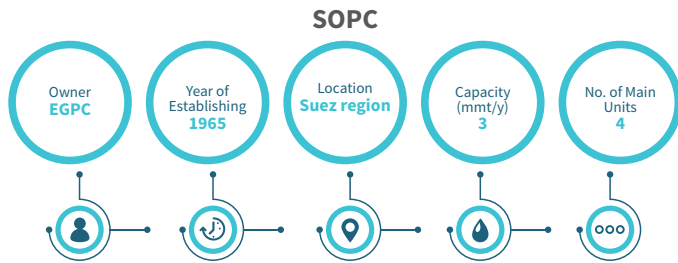 SOPC
Owner
EGPC
Year of
Establishing
1965
Location
Suez region
Capacity
(mmt/y)
3
No. of Main
Units
4